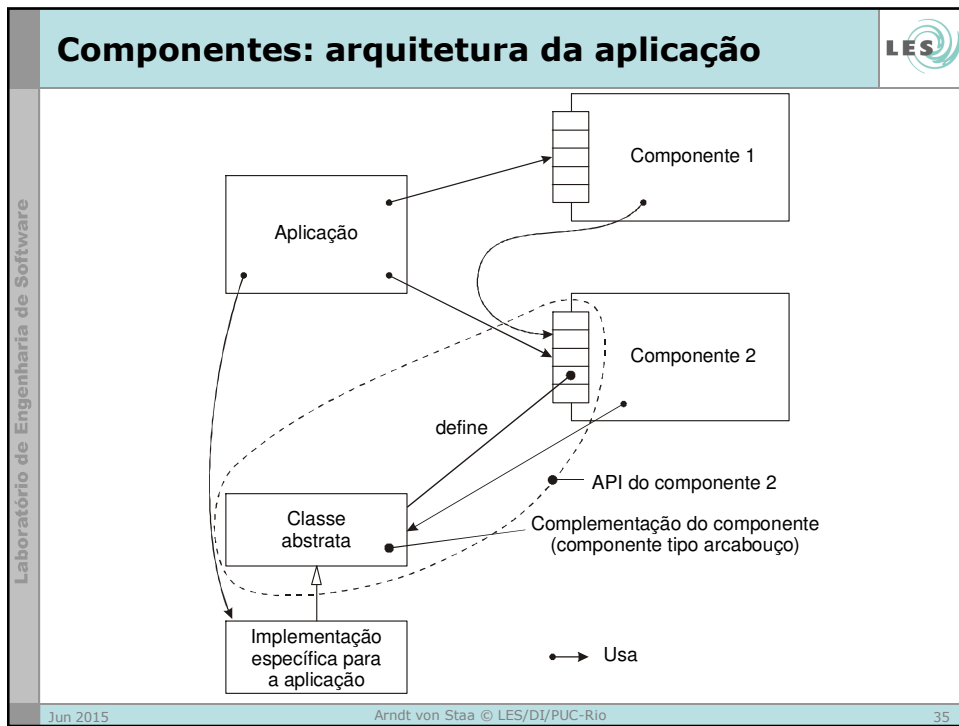 Componentes: arquitetura da aplicação
LES
Laboratório de Engenharia de Software
Componente 1
Aplicação
Componente 2
define
API do componente 2
Classe
abstrata
Complementação do componente
(componente tipo arcabouço)
Implementação
específica para
a aplicação
Usa
Jun 2015
Arndt von Staa © LES/DI/PUC-Rio
35